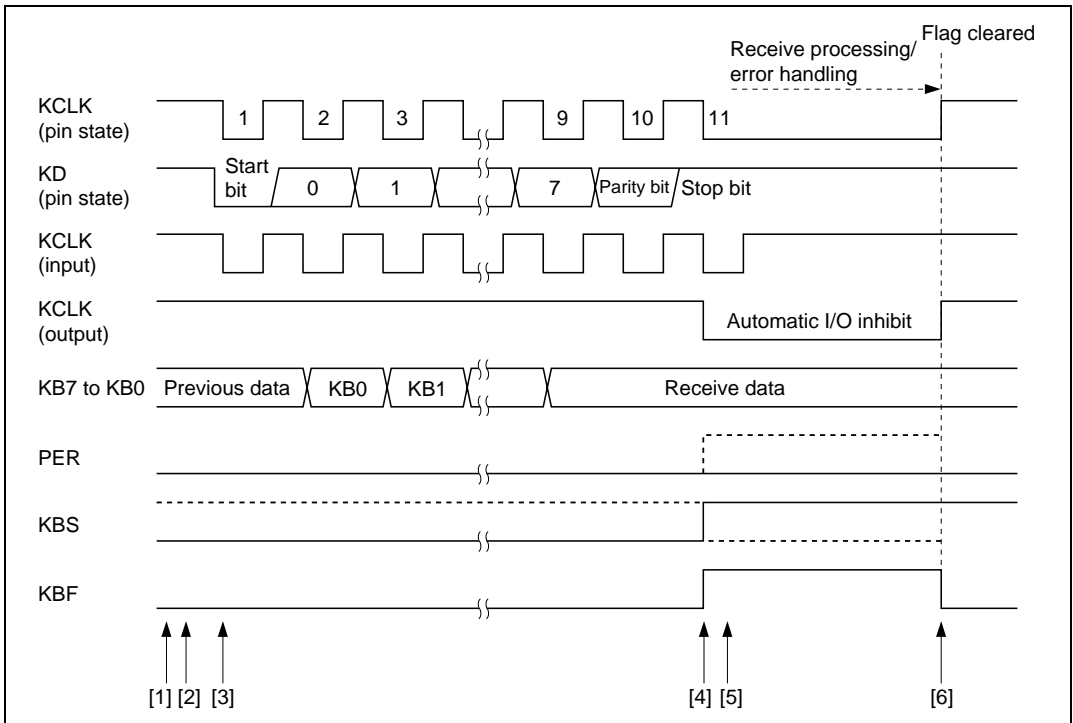 Flag cleared
Receive processing/
error handling
KCLK
(pin state)
1 2 3 9 10 11
KD
(pin state)
Start
bit
0 1 7 Parity bit Stop bit
KCLK
(input)
KCLK
(output)
Automatic I/O inhibit
KB7 to KB0 Previous data KB0 KB1 Receive data
PER
KBS
KBF
[1] [2] [3] [4] [5] [6]